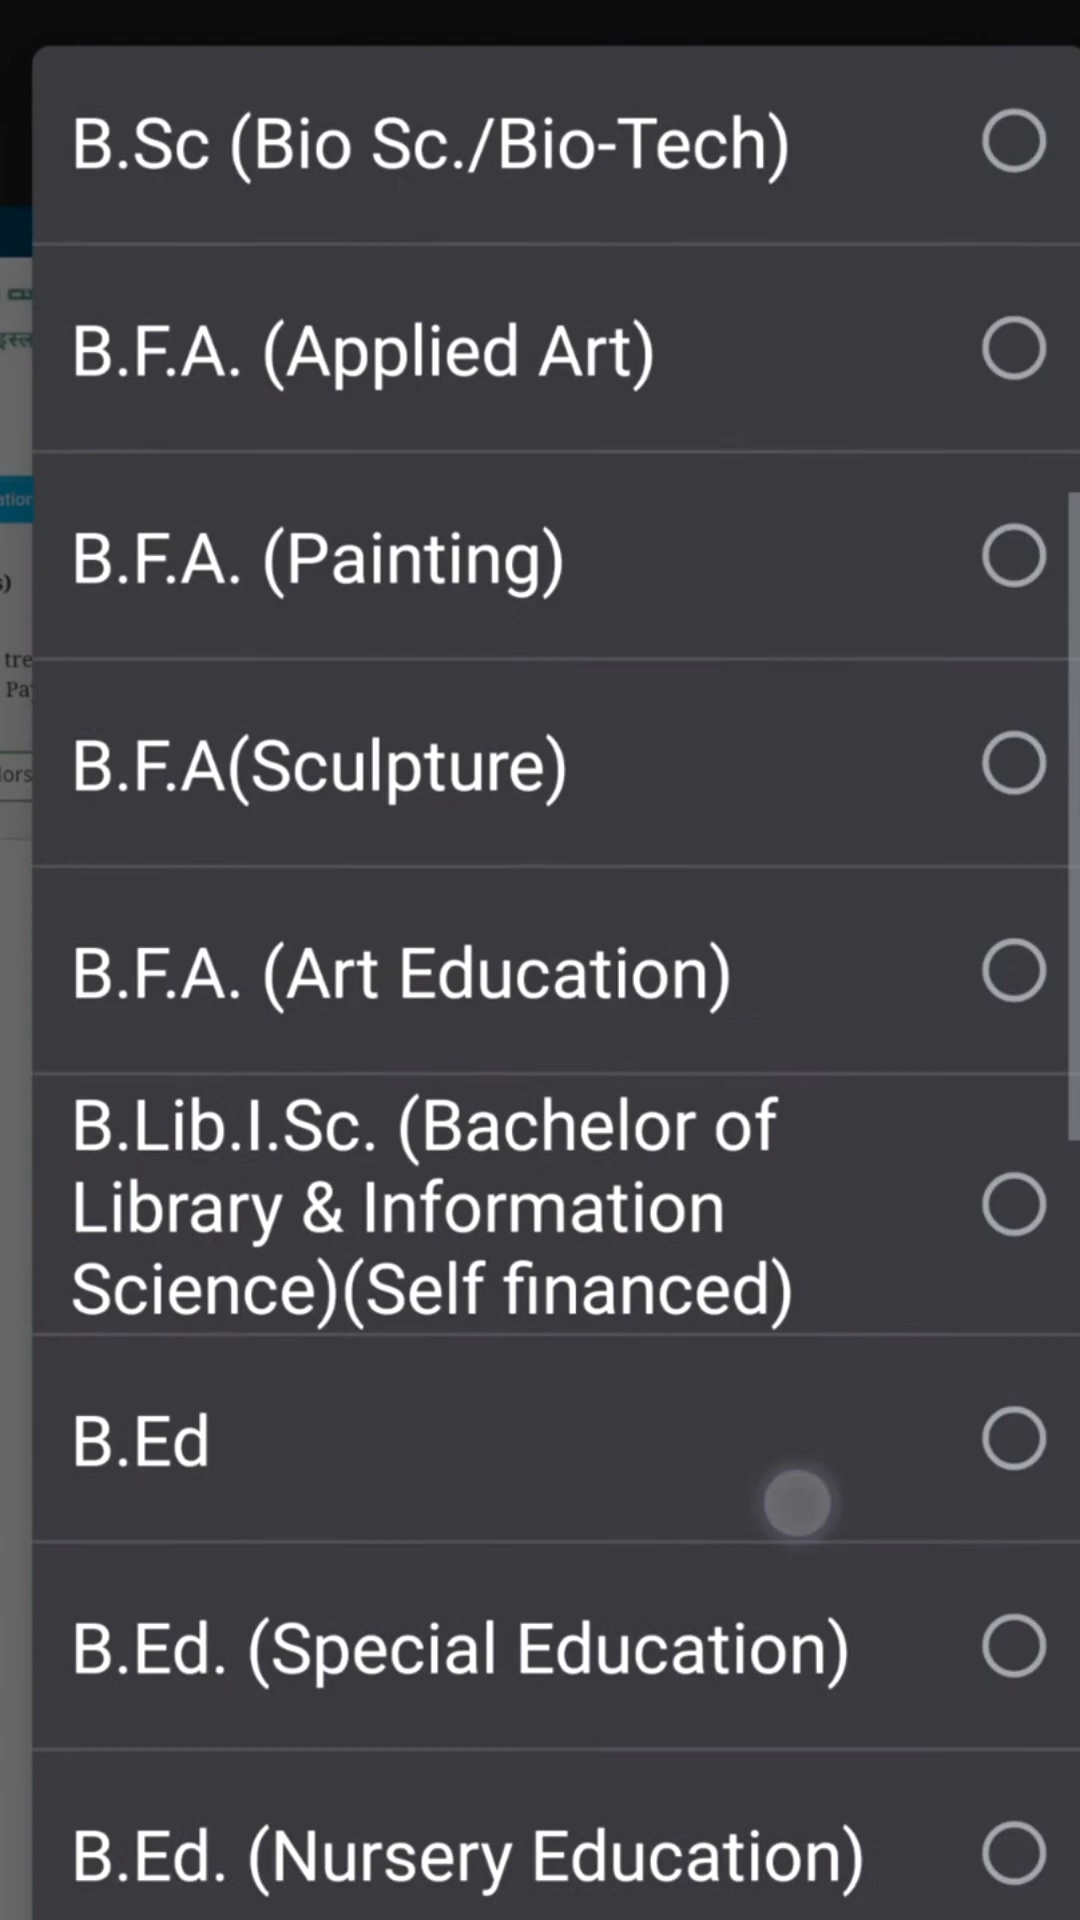 B.Sc (Bio Sc./Bio-Tech)
B.F.A. (Applied Art)
B.F.A. (Painting)
B.F.A(Sculpture)
B.F.A. (Art Education)
B.Lib.I.Sc. (Bachelor of
Library & Information
Science)(Self financed)
B.Ed
B.Ed. (Special Education)
B.Ed. (Nursery Education)